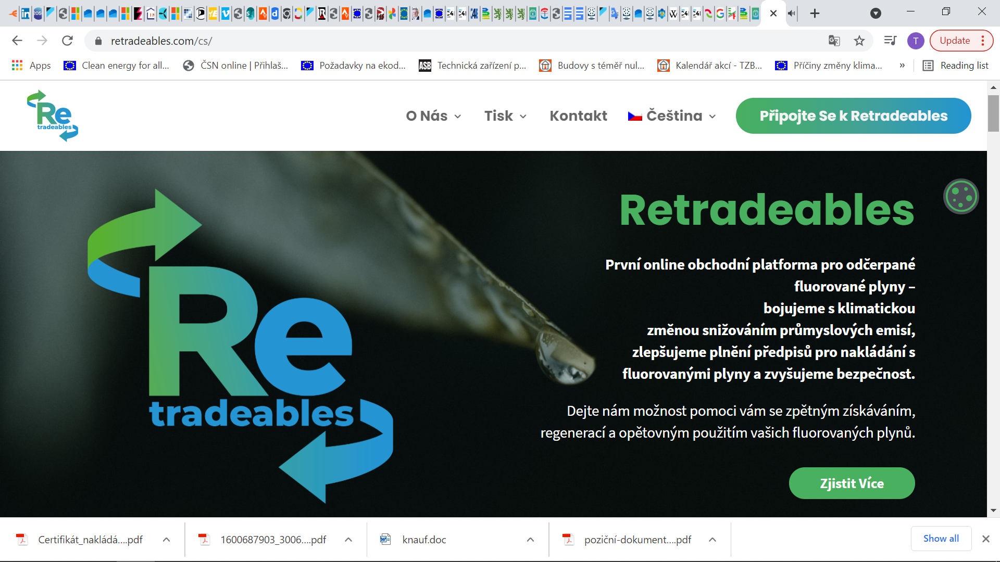 retradeables.com/cs/
T
Update
Apps
Clean energy for all...
ČSN online | Přihlaš...
Požadavky na ekod...
ASB
Technická zařízení p...
Budovy s téměř nul...
Kalendář akcí - TZB...
Příčiny změny klima...
»
Reading list
Re
tradeables
O Nás
Tisk
Kontakt
Čeština
Připojte Se k Retradeables
Re
tradeables
Retradeables
První online obchodní platforma pro odčerpané
fluorované plyny –
bojujeme s klimatickou
změnou snižováním průmyslových emisí,
zlepšujeme plnění předpisů pro nakládání s
fluorovanými plyny a zvyšujeme bezpečnost.
Dejte nám možnost pomoci vám se zpětným získáváním,
regenerací a opětovným použitím vašich fluorovaných plynů.
Zjistit Více
Certifikát_nakládá....pdf
1600687903_3006....pdf
knauf.doc
poziční-dokument....pdf
Show all